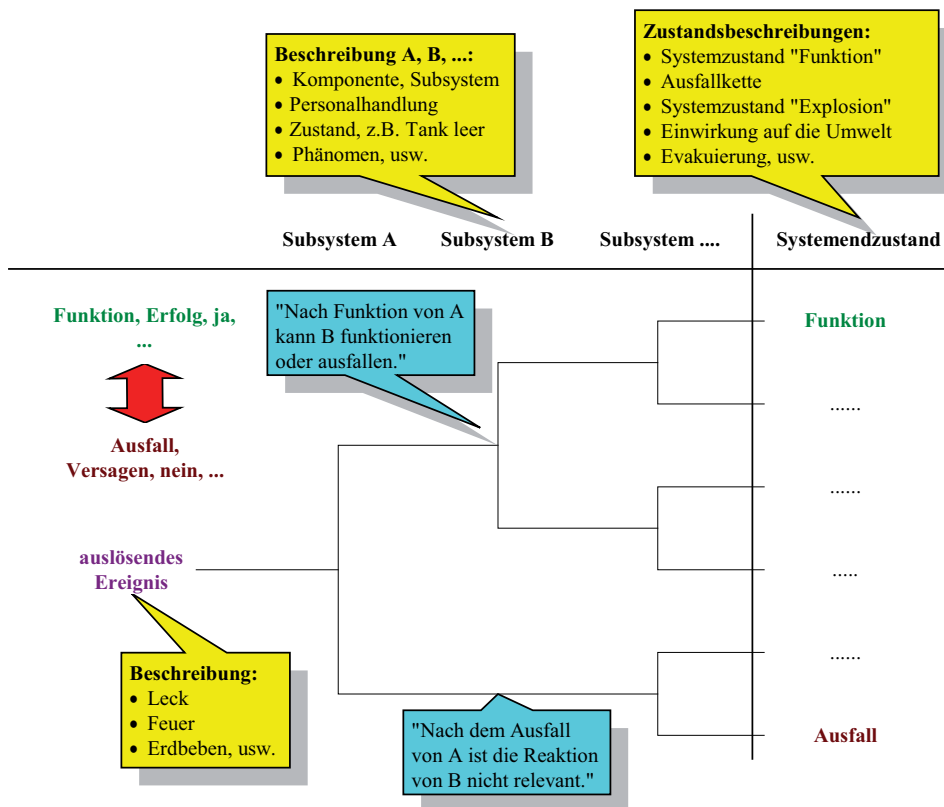 Beschreibung A, B, ...:
• Komponente, Subsystem
• Personalhandlung
• Zustand, z.B. Tank leer
• Phänomen, usw.
Zustandsbeschreibungen:
• Systemzustand "Funktion"
• Ausfallkette
• Systemzustand "Explosion"
• Einwirkung auf die Umwelt
• Evakuierung, usw.
Subsystem A
Subsystem B
Subsystem ....
Systemendzustand
Funktion, Erfolg, ja,
...
Ausfall,
Versagen, nein, ...
"Nach Funktion von A
kann B funktionieren
oder ausfallen."
Funktion
......
......
.....
......
Ausfall
auslösendes
Ereignis
Beschreibung:
• Leck
• Feuer
• Erdbeben, usw.
"Nach dem Ausfall
von A ist die Reaktion
von B nicht relevant."